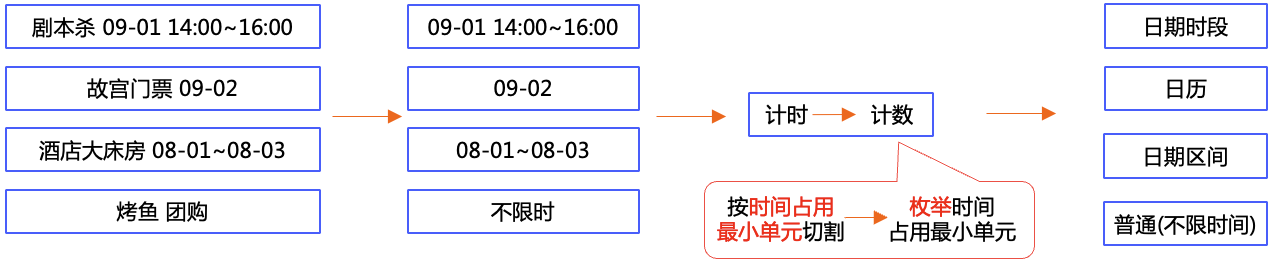 剧本杀 09-01 14:00~16:00
故宫门票 09-02
酒店大床房 08-01~08-03
烤鱼 团购
09-01 14:00~16:00
09-02
08-01~08-03
不限时
计时
计数
按时间占用
最小单元切割
枚举时间
占用最小单元
日期时段
日历
日期区间
普通(不限时间)